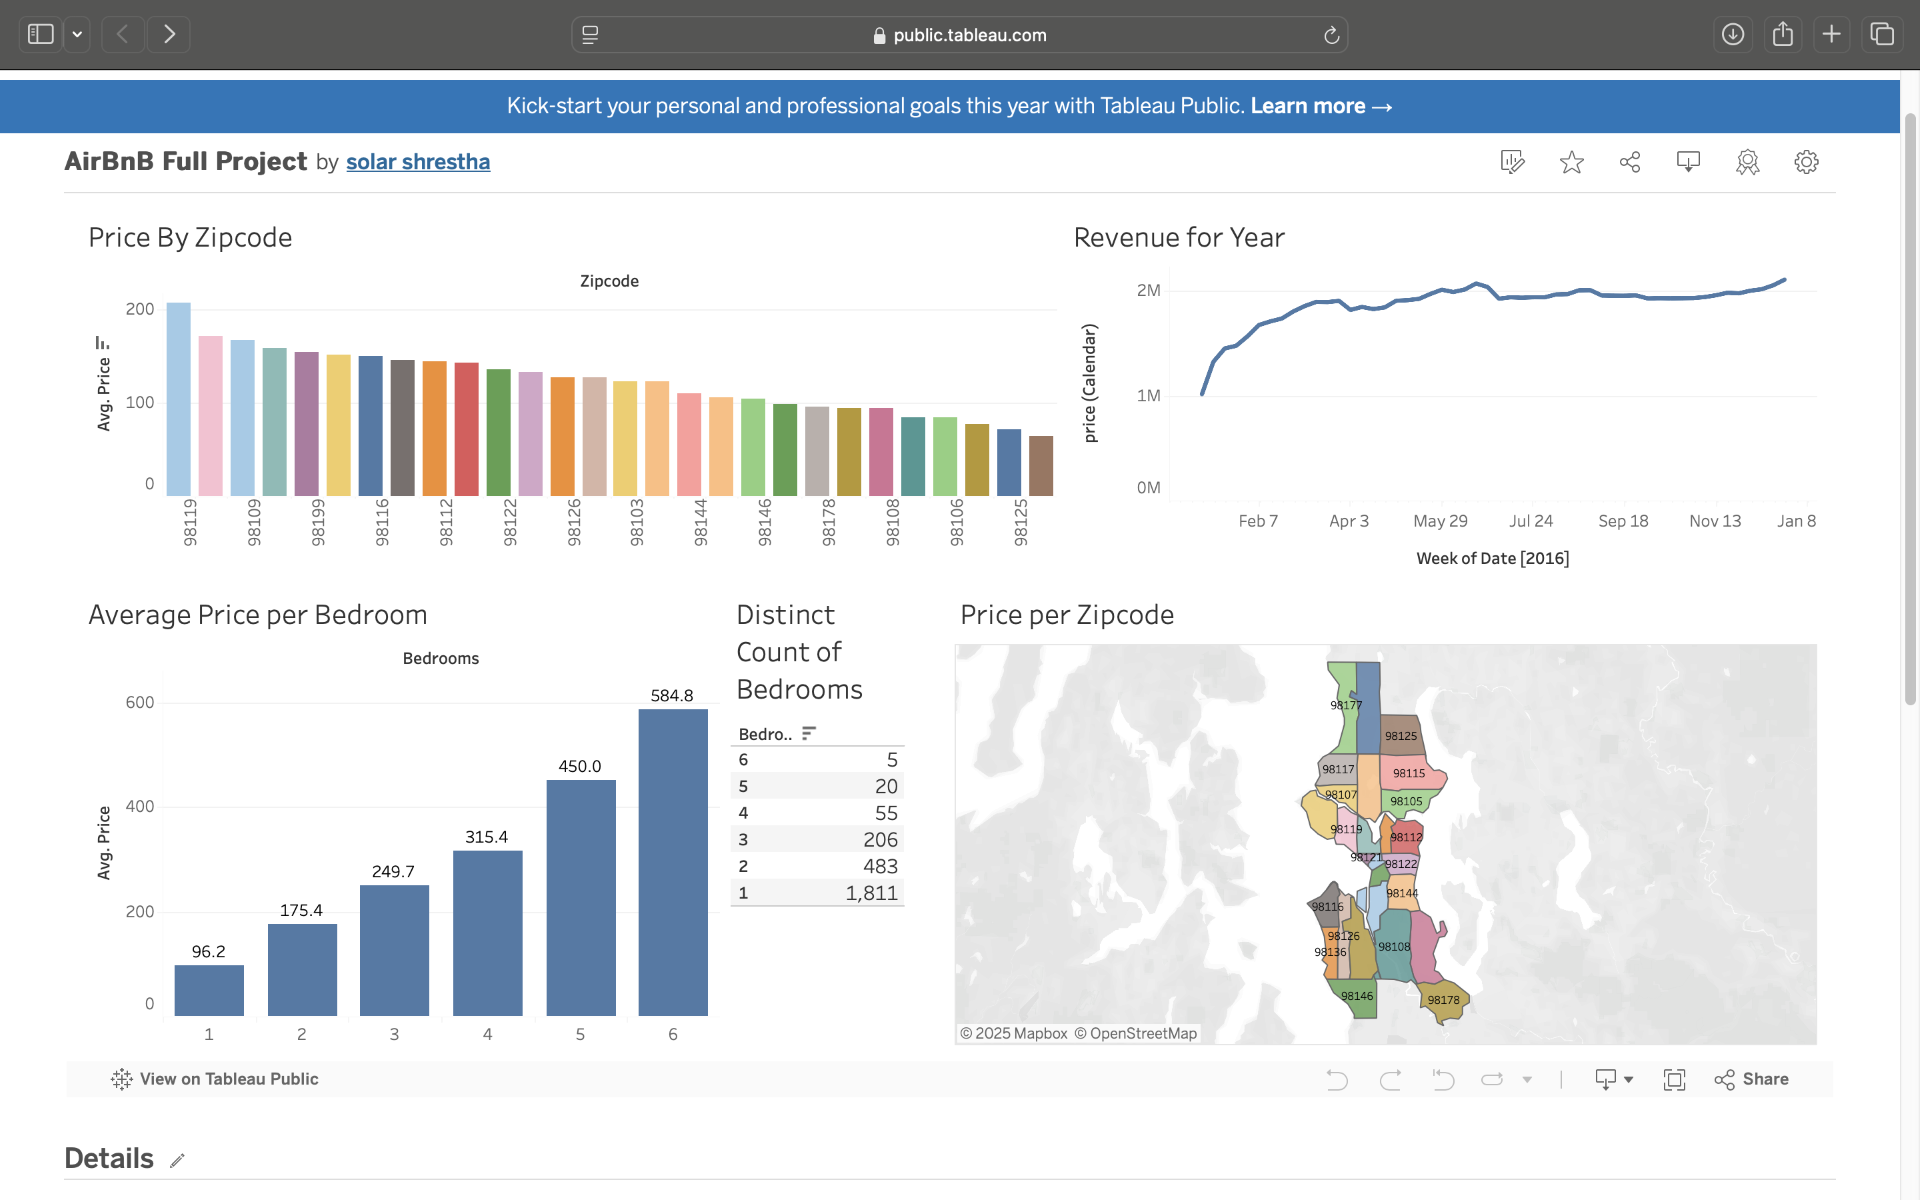 public.tableau.com
Kick-start your personal and professional goals this year with Tableau Public. Learn more →
AirBnB Full Project by solar shrestha
Price By Zipcode
Zipcode
Avg. Price
200
100
0
98119
98109
98199
98116
98112
98122
98126
98103
98144
98146
98178
98108
98106
98125
Revenue for Year
price (Calendar)
2M
1M
0M
Feb 7
Apr 3
May 29
Jul 24
Sep 18
Nov 13
Jan 8
Week of Date [2016]
Average Price per Bedroom
Bedrooms
Avg. Price
600
400
200
0
96.2
175.4
249.7
315.4
450.0
584.8
1
2
3
4
5
6
Distinct
Count of
Bedrooms
Bedro..
6 5
5 20
4 55
3 206
2 483
1 1,811
Price per Zipcode
98177
98125
98117
98115
98107
98105
98119
98112
98121
98122
98144
98116
98126
98136
98108
98146
98178
© 2025 Mapbox © OpenStreetMap
View on Tableau Public
Share
Details